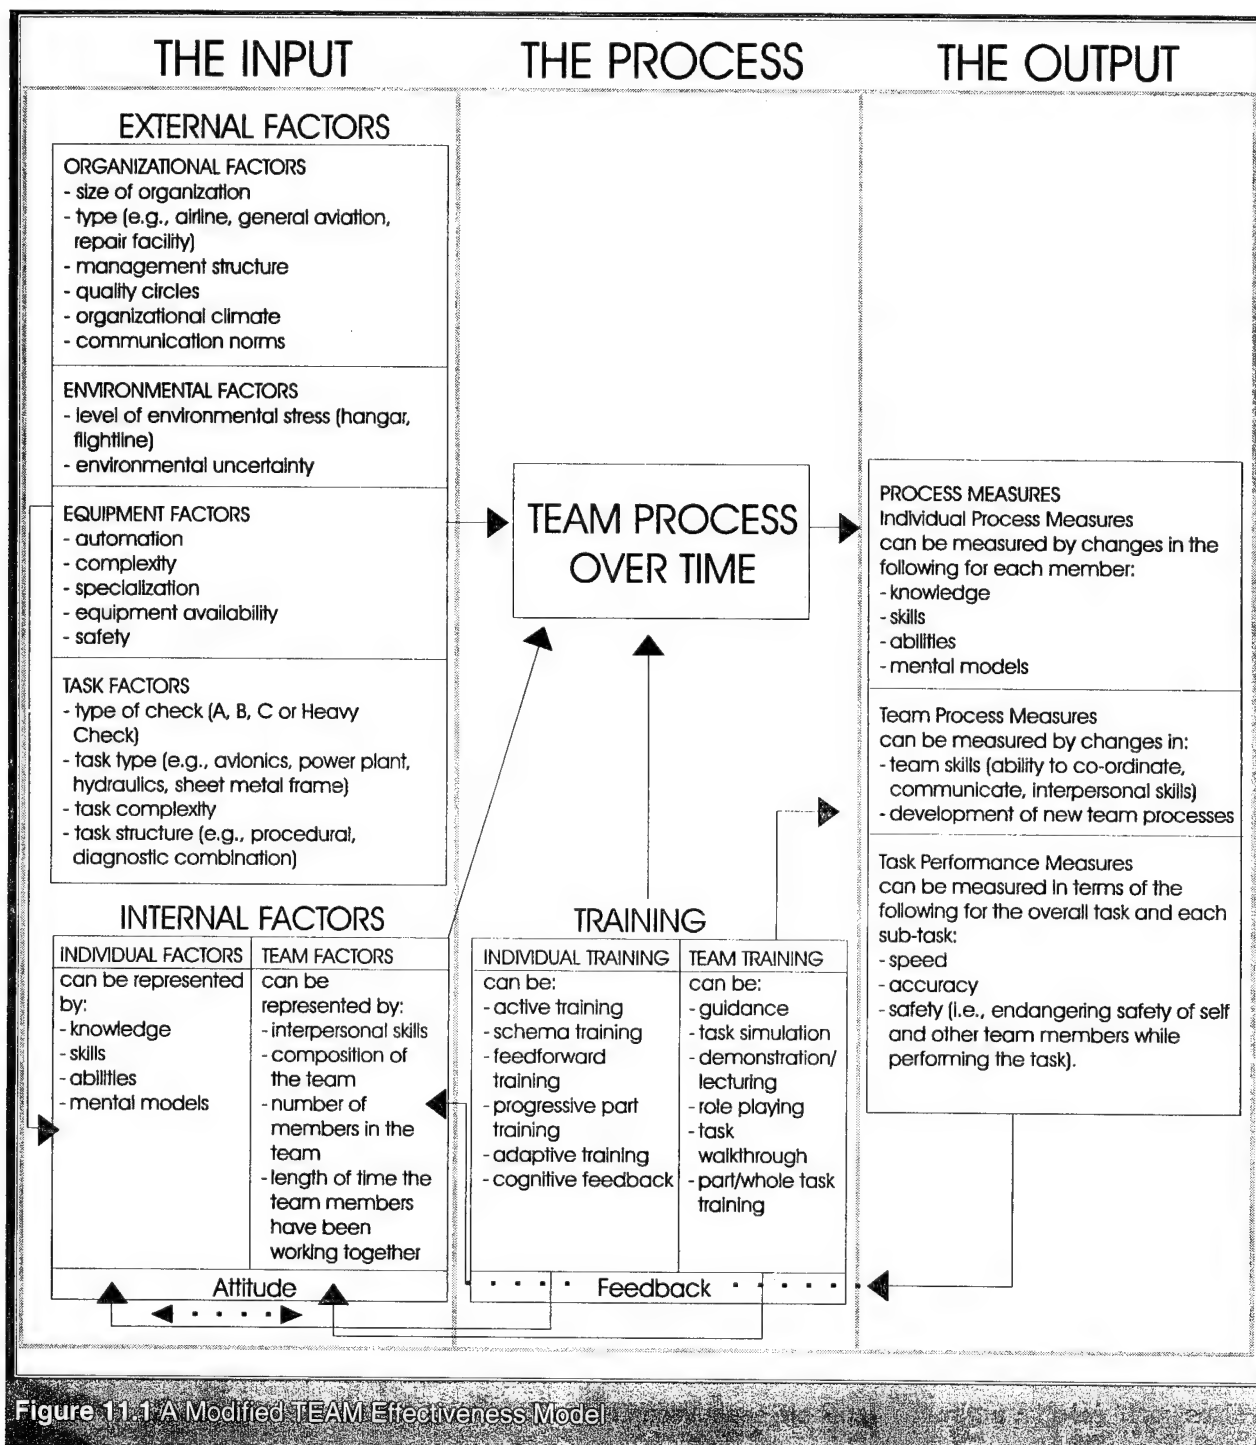 THE INPUT
THE PROCESS
THE OUTPUT
EXTERNAL FACTORS
ORGANIZATIONAL FACTORS
- size of organization
- type (e.g., airline, general aviation,
repair facility)
- management structure
- quality circles
- organizational climate
- communication norms
ENVIRONMENTAL FACTORS
- level of environmental stress (hangar,
flightline)
- environmental uncertainty
EQUIPMENT FACTORS
- automation
- complexity
- specialization
- equipment availability
- safety
TASK FACTORS
- type of check (A, B, C or Heavy
Check)
- task type (e.g., avionics, power plant,
hydraulics, sheet metal frame)
- task complexity
- task structure (e.g., procedural,
diagnostic combination)
INTERNAL FACTORS
INDIVIDUAL FACTORS
can be represented
by:
- knowledge
- skills
- abilities
- mental models
TEAM FACTORS
can be
represented by:
- interpersonal skills
- composition of
the team
- number of
members in the
team
- length of time the
team members
have been
working together
Attitude
TEAM PROCESS
OVER TIME
TRAINING
INDIVIDUAL TRAINING
can be:
- active training
- schema training
- feedforward
training
- progressive part
training
- adaptive training
- cognitive feedback
TEAM TRAINING
can be:
- guidance
- task simulation
- demonstration/
lecturing
- role playing
- task
walkthrough
- part/whole task
training
Feedback
PROCESS MEASURES
Individual Process Measures
can be measured by changes in the
following for each member:
- knowledge
- skills
- abilities
- mental models
Team Process Measures
can be measured by changes in:
- team skills (ability to co-ordinate,
communicate, interpersonal skills)
- development of new team processes
Task Performance Measures
can be measured in terms of the
following for the overall task and each
sub-task:
- speed
- accuracy
- safety (i.e., endangering safety of self
and other team members while
performing the task).
Figure 11.1 A Modified TEAM Effectiveness Model